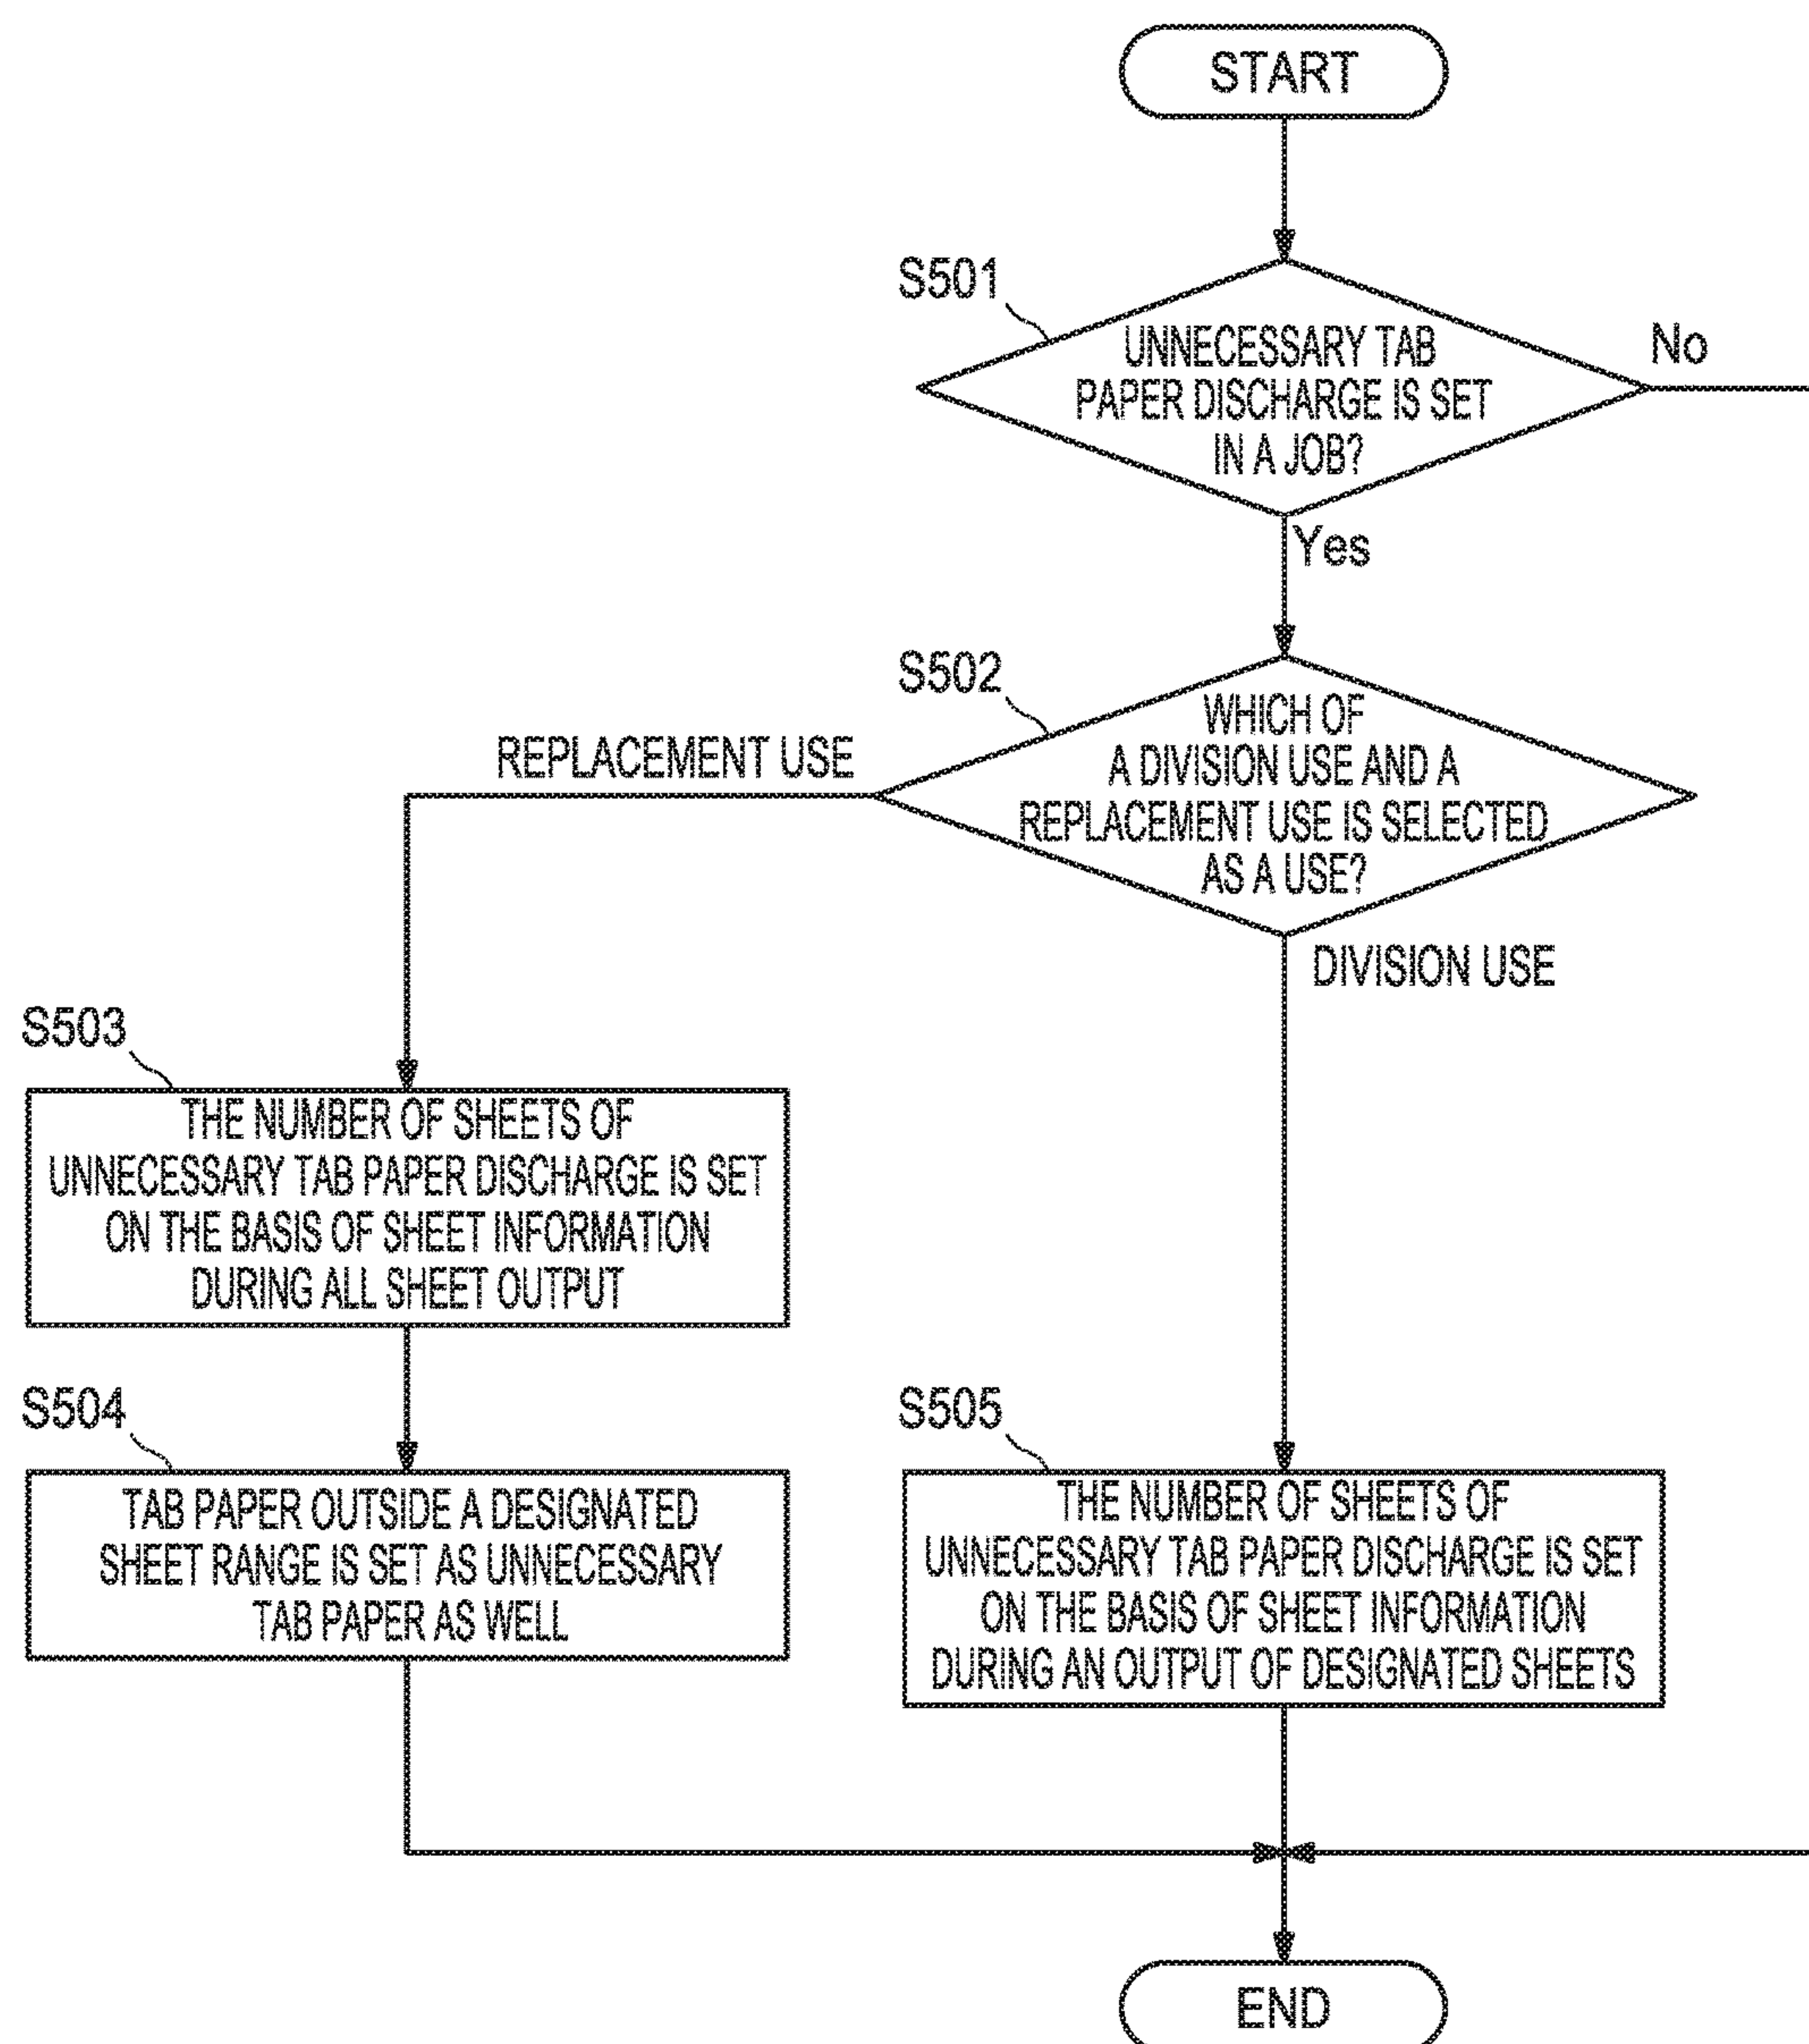 START
S501
UNNECESSARY TAB
PAPER DISCHARGE IS SET
IN A JOB?
No
Yes
S502
WHICH OF
A DIVISION USE AND A
REPLACEMENT USE IS SELECTED
AS A USE?
REPLACEMENT USE
DIVISION USE
S503
THE NUMBER OF SHEETS OF
UNNECESSARY TAB PAPER DISCHARGE IS SET
ON THE BASIS OF SHEET INFORMATION
DURING ALL SHEET OUTPUT
S504
TAB PAPER OUTSIDE A DESIGNATED
SHEET RANGE IS SET AS UNNECESSARY
TAB PAPER AS WELL
S505
THE NUMBER OF SHEETS OF
UNNECESSARY TAB PAPER DISCHARGE IS SET
ON THE BASIS OF SHEET INFORMATION
DURING AN OUTPUT OF DESIGNATED SHEETS
END